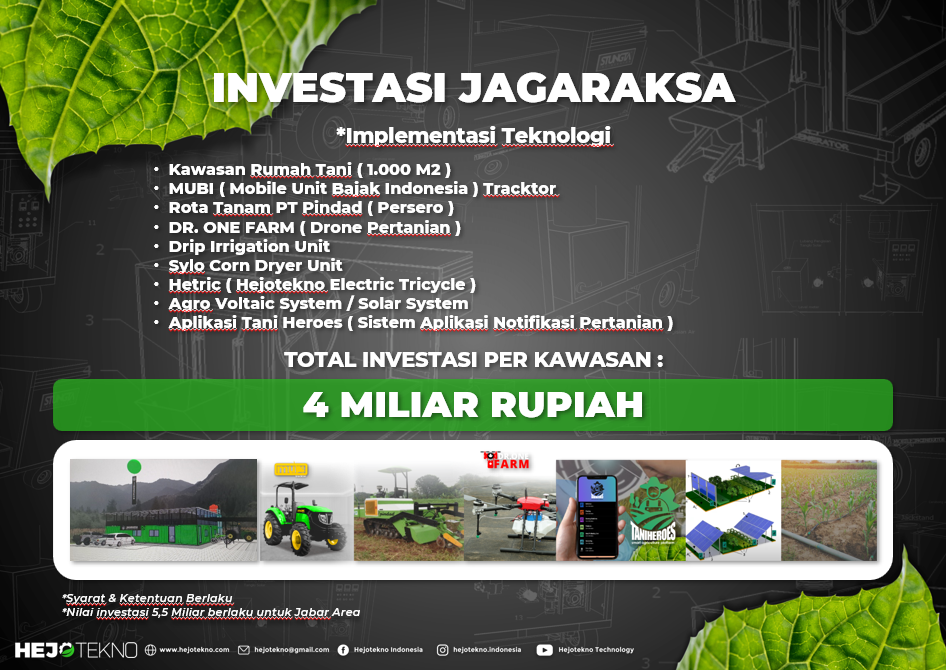 INVESTASI JAGARAKSA
*Implementasi Teknologi
• Kawasan Rumah Tani ( 1.000 M2 )
• MUBI ( Mobile Unit Bajak Indonesia ) Tracktor
• Rota Tanam PT Pindad ( Persero )
• DR. ONE FARM ( Drone Pertanian )
• Drip Irrigation Unit
• Sylo Corn Dryer Unit
• Hetric ( Hejotekno Electric Tricycle )
• Agro Voltaic System / Solar System
• Aplikasi Tani Heroes ( Sistem Aplikasi Notifikasi Pertanian )
TOTAL INVESTASI PER KAWASAN :
4 MILIAR RUPIAH
FARM
TANIHEROES
*Syarat & Ketentuan Berlaku
*Nilai investasi 5,5 Miliar berlaku untuk Jabar Area
HEJOTEKNO www.hejotekno.com hejotekno@gmail.com Hejotekno Indonesia hejotekno.indonesia Hejotekno Technology